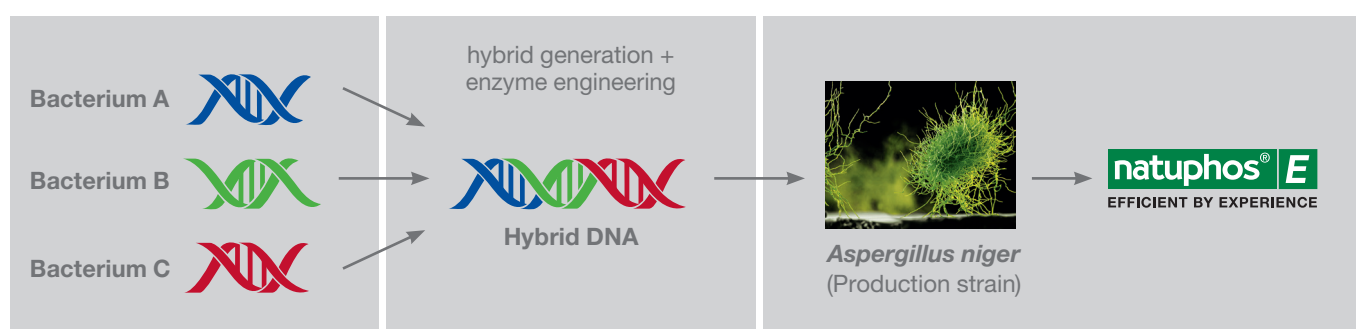 Bacterium A
Bacterium B
Bacterium C
hybrid generation +
enzyme engineering
Hybrid DNA
Aspergillus niger
(Production strain)
natuphos® E
EFFICIENT BY EXPERIENCE